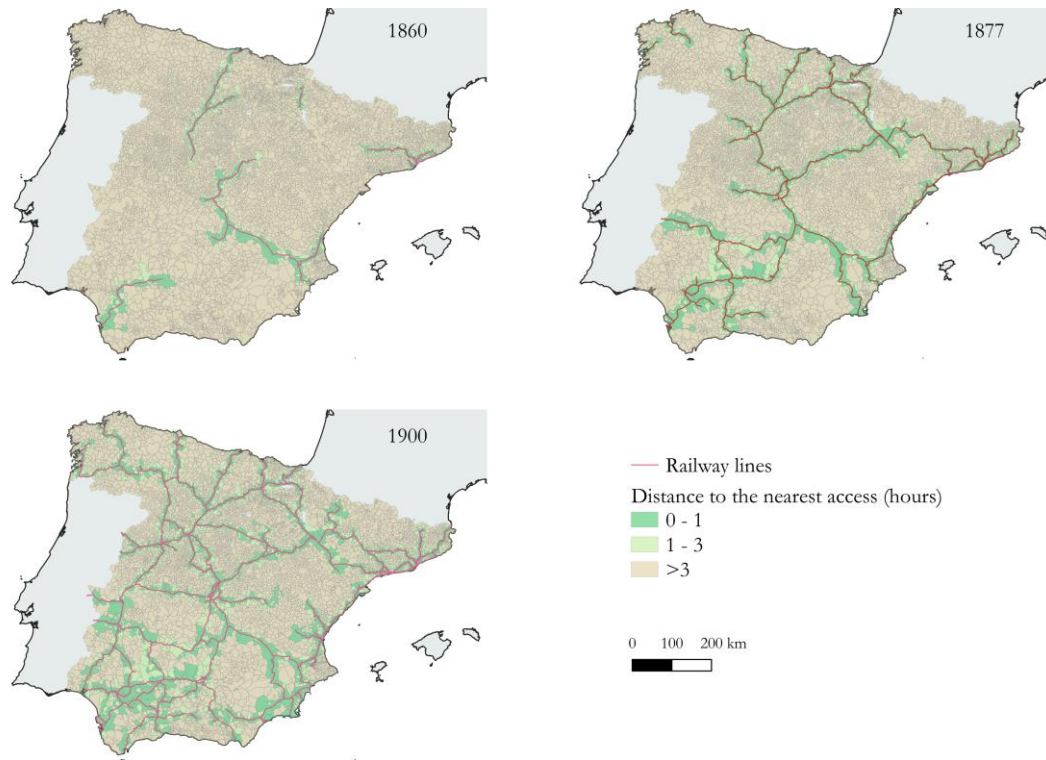 1860
1877
1900
Railway lines
Distance to the nearest access (hours)
0 - 1
1 - 3
>3
0 100 200 km